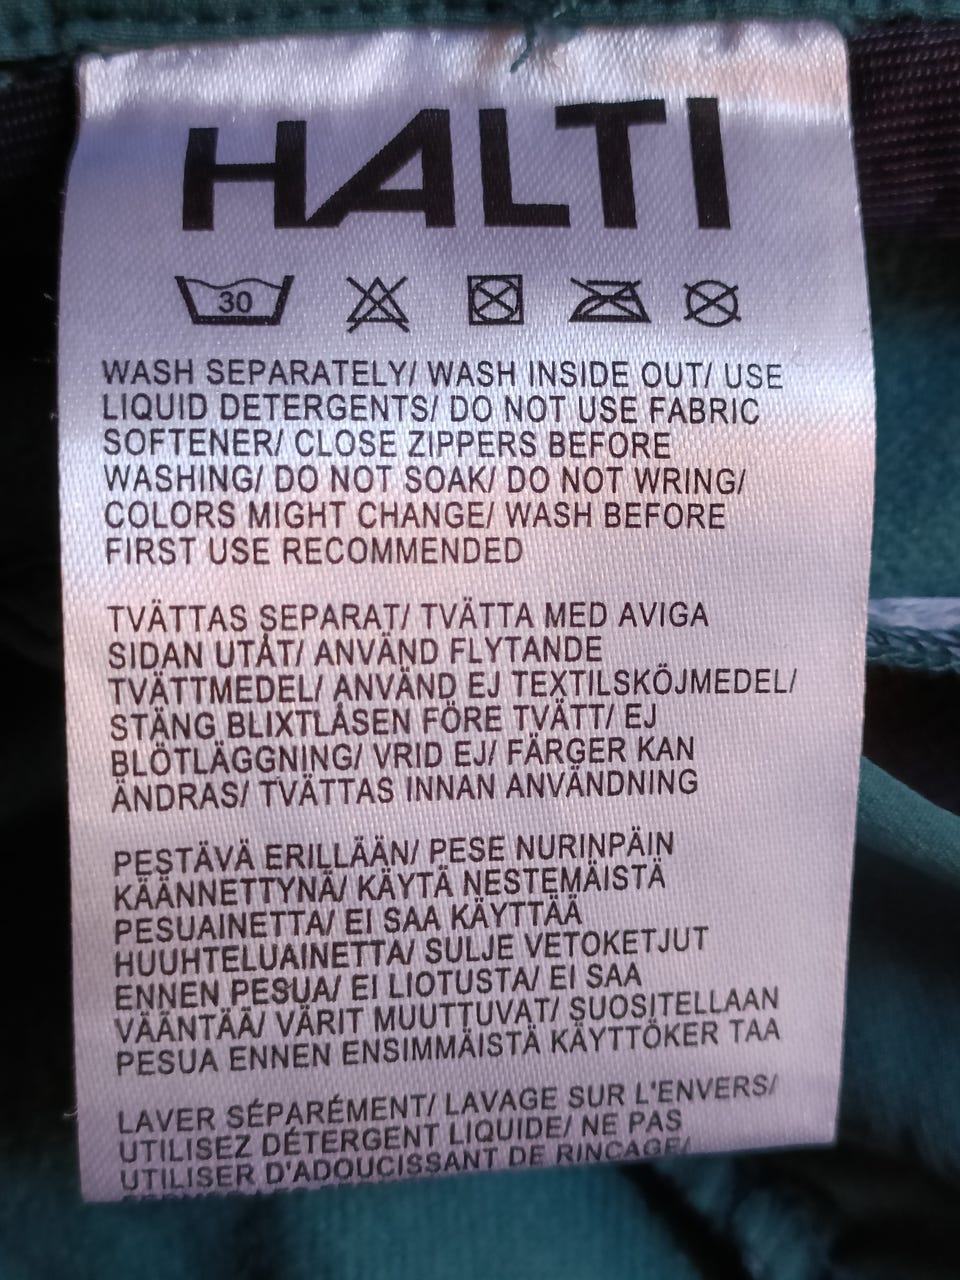 HALTI
30
WASH SEPARATELY/ WASH INSIDE OUT/ USE
LIQUID DETERGENTS/ DO NOT USE FABRIC
SOFTENER/ CLOSE ZIPPERS BEFORE
WASHING/ DO NOT SOAK/ DO NOT WRING/
COLORS MIGHT CHANGE/ WASH BEFORE
FIRST USE RECOMMENDED
TVÄTTAS SEPARAT/ TVÄTTA MED AVIGA
SIDAN UTÅT/ ANVÄND FLYTANDE
TVÄTTMEDEL/ ANVÄND EJ TEXTILSKÖJMEDEL/
STÄNG BLIXTLÅSEN FÖRE TVÄTT/ EJ
BLÖTLÄGGNING/ VRID EJ/ FÄRGER KAN
ÄNDRAS/ TVÄTTAS INNAN ANVÄNDNING
PESTÄVÄ ERILLÄÄN/ PESE NURINPÄIN
KÄÄNNETTYNÄ/ KÄYTÄ NESTEMÄISTÄ
PESUAINETTA/ EI SAA KÄYTTÄÄ
HUUHTELUAINETTA/ SULJE VETOKETJUT
ENNEN PESUA/ EI LIOTUSTA/ EI SAA
VÄÄNTÄÄ/ VÄRIT MUUTTUVAT/ SUOSITELLAAN
PESUA ENNEN ENSIMMÄISTÄ KÄYTTÖKER TAA
LAVER SÉPARÉMENT/ LAVAGE SUR L'ENVERS/
UTILISEZ DÉTERGENT LIQUIDE/ NE PAS
UTILISER D'ADOUCISSANT DE RINCAGE/